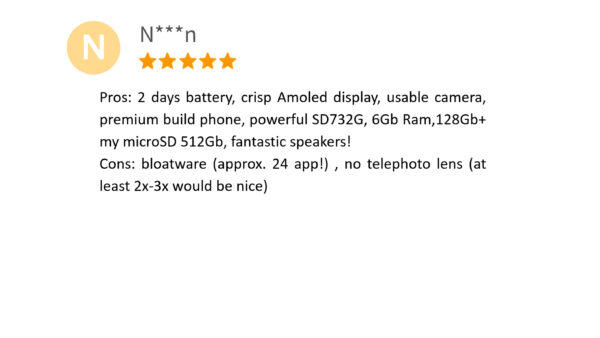 N
N***n
Pros: 2 days battery, crisp Amoled display, usable camera,
premium build phone, powerful SD732G, 6Gb Ram,128Gb+
my microSD 512Gb, fantastic speakers!
Cons: bloatware (approx. 24 app!) , no telephoto lens (at
least 2x-3x would be nice)